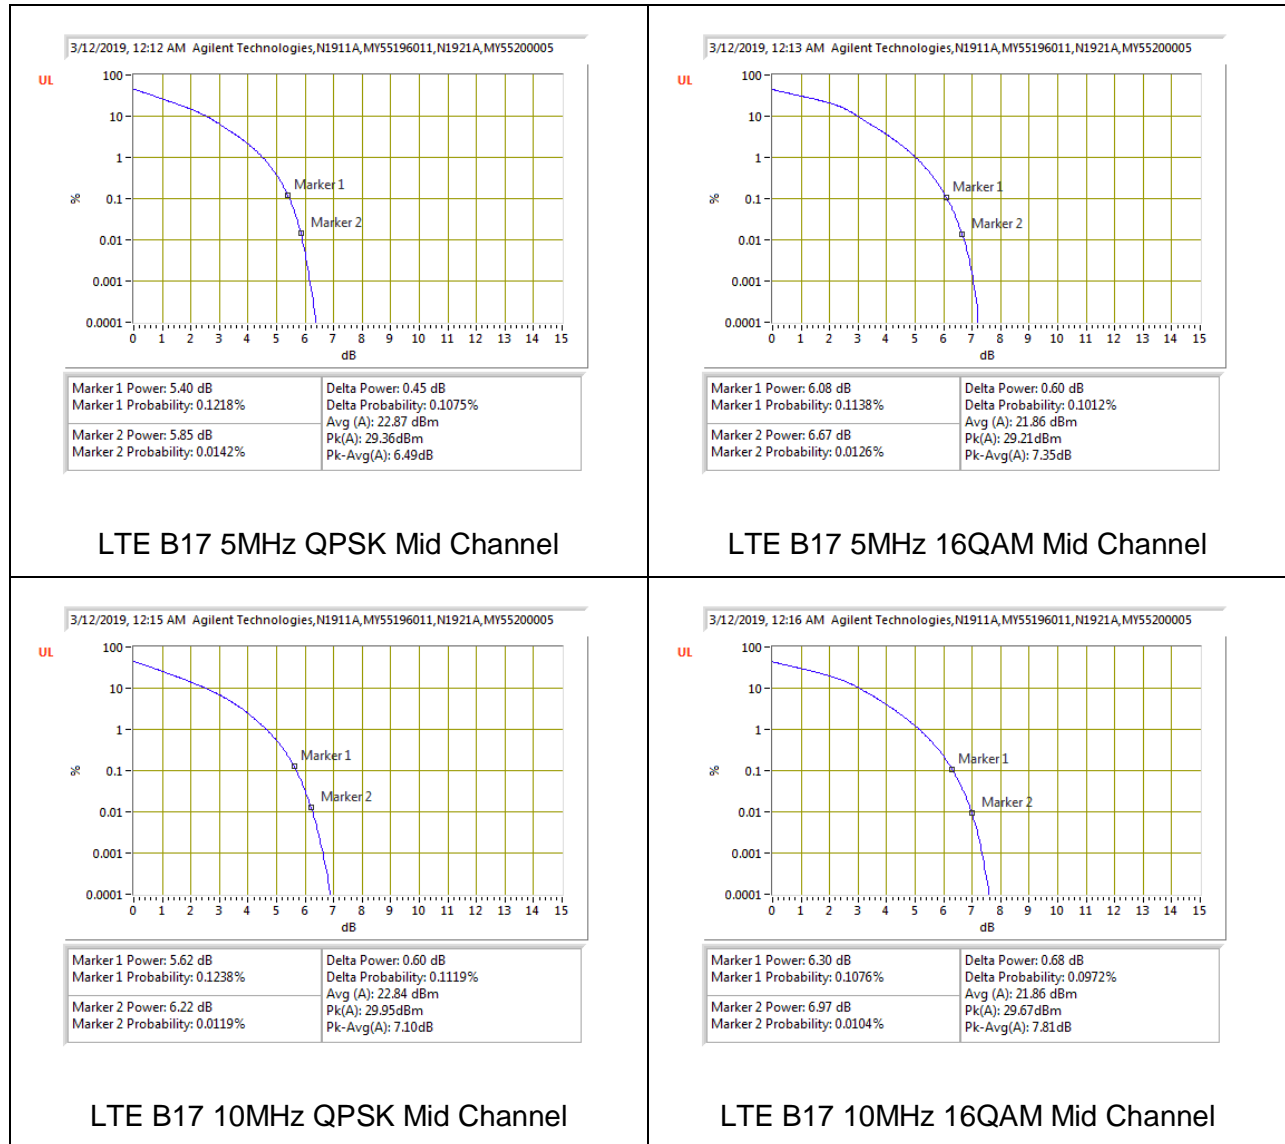 3/12/2019, 12:12 AM Agilent Technologies,N1911A,MY55196011,N1921A,MY55200005
UL
100
10
1
0.1
0.01
0.001
0.0001
%
Marker 1
Marker 2
0 1 2 3 4 5 6 7 8 9 10 11 12 13 14 15
dB
Marker 1 Power: 5.40 dB
Marker 1 Probability: 0.1218%
Marker 2 Power: 5.85 dB
Marker 2 Probability: 0.0142%
Delta Power: 0.45 dB
Delta Probability: 0.1075%
Avg (A): 22.87 dBm
Pk(A): 29.36dBm
Pk-Avg(A): 6.49dB
LTE B17 5MHz QPSK Mid Channel
3/12/2019, 12:13 AM Agilent Technologies,N1911A,MY55196011,N1921A,MY55200005
UL
100
10
1
0.1
0.01
0.001
0.0001
%
Marker 1
Marker 2
0 1 2 3 4 5 6 7 8 9 10 11 12 13 14 15
dB
Marker 1 Power: 6.08 dB
Marker 1 Probability: 0.1138%
Marker 2 Power: 6.67 dB
Marker 2 Probability: 0.0126%
Delta Power: 0.60 dB
Delta Probability: 0.1012%
Avg (A): 21.86 dBm
Pk(A): 29.21dBm
Pk-Avg(A): 7.35dB
LTE B17 5MHz 16QAM Mid Channel
3/12/2019, 12:15 AM Agilent Technologies,N1911A,MY55196011,N1921A,MY55200005
UL
100
10
1
0.1
0.01
0.001
0.0001
%
Marker 1
Marker 2
0 1 2 3 4 5 6 7 8 9 10 11 12 13 14 15
dB
Marker 1 Power: 5.62 dB
Marker 1 Probability: 0.1238%
Marker 2 Power: 6.22 dB
Marker 2 Probability: 0.0119%
Delta Power: 0.60 dB
Delta Probability: 0.1119%
Avg (A): 22.84 dBm
Pk(A): 29.95dBm
Pk-Avg(A): 7.10dB
LTE B17 10MHz QPSK Mid Channel
3/12/2019, 12:16 AM Agilent Technologies,N1911A,MY55196011,N1921A,MY55200005
UL
100
10
1
0.1
0.01
0.001
0.0001
%
Marker 1
Marker 2
0 1 2 3 4 5 6 7 8 9 10 11 12 13 14 15
dB
Marker 1 Power: 6.30 dB
Marker 1 Probability: 0.1076%
Marker 2 Power: 6.97 dB
Marker 2 Probability: 0.0104%
Delta Power: 0.68 dB
Delta Probability: 0.0972%
Avg (A): 21.86 dBm
Pk(A): 29.67dBm
Pk-Avg(A): 7.81dB
LTE B17 10MHz 16QAM Mid Channel